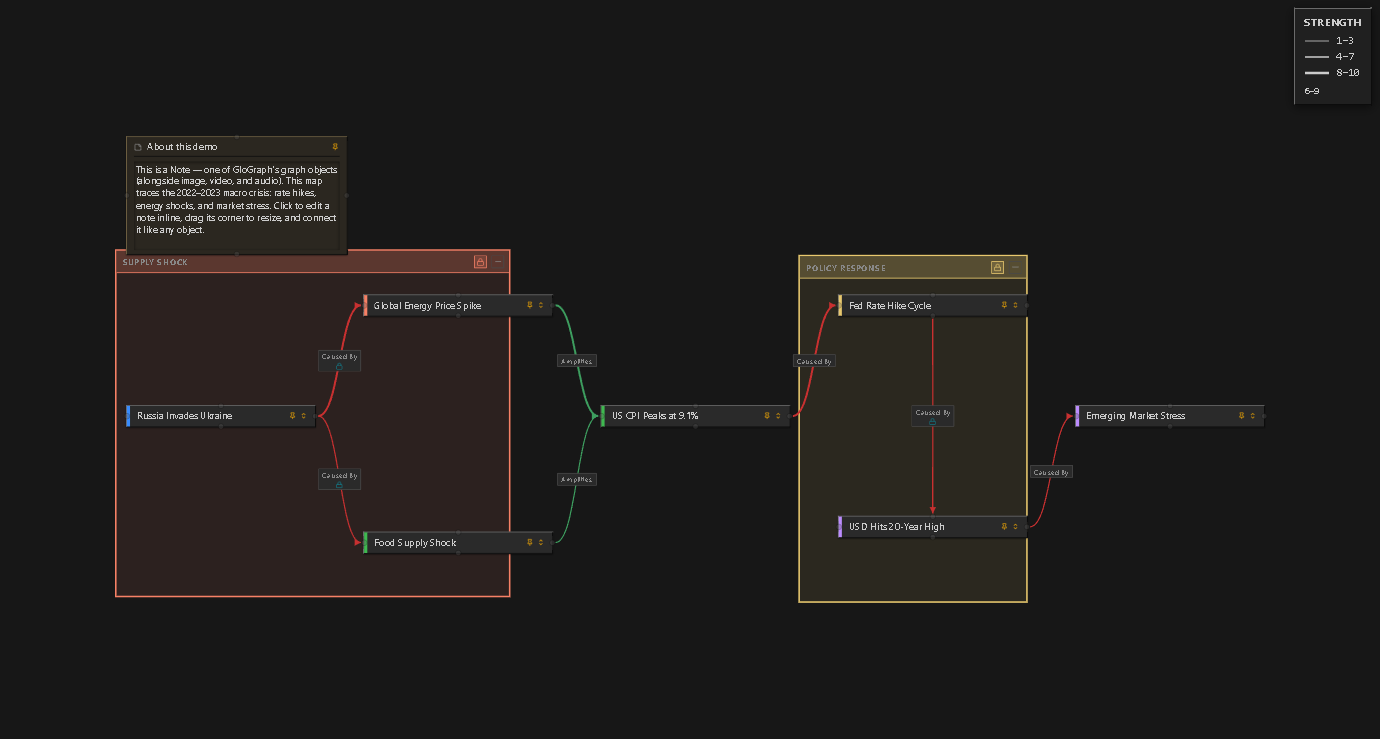 STRENGTH
1–3
4–7
8–10
6–9
About this demo
This is a Note — one of GloGraph's graph objects
(alongside image, video, and audio). This map
traces the 2022–2023 macro crisis: rate hikes,
energy shocks, and market stress. Click to edit a
note inline, drag its corner to resize, and connect
it like any object.
SUPPLY SHOCK
POLICY RESPONSE
Global Energy Price Spike
Fed Rate Hike Cycle
Caused By
Amplifies
Caused By
Russia Invades Ukraine
US CPI Peaks at 9.1%
Caused By
Emerging Market Stress
Caused By
Amplifies
Caused By
USD Hits 20-Year High
Food Supply Shock